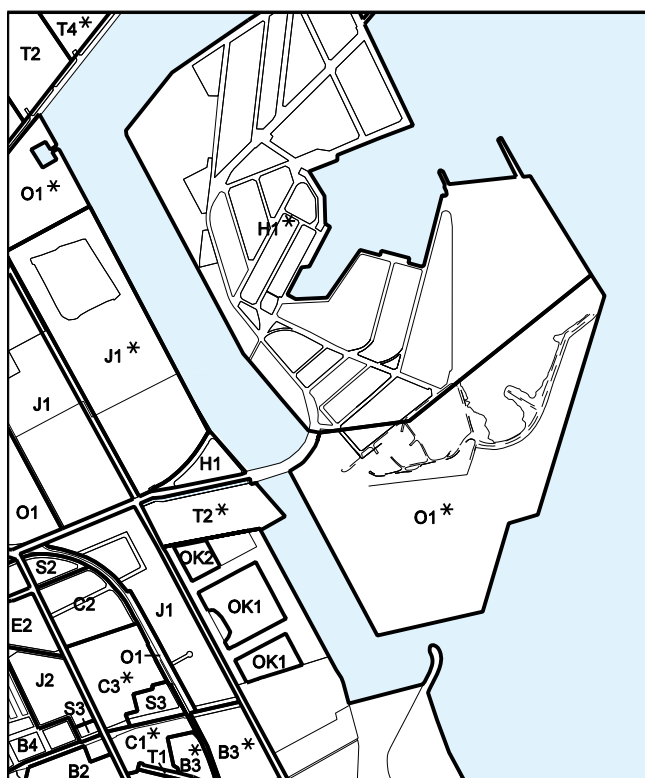 T4*
T2
O1*
H1*
J1*
J1
H1
O1
T2*
O1*
S2
OK2
C2
OK1
J1
E2
O1
OK1
J2
C3*
S3
S3
C1*
B3*
B4
T1
B3*
B2